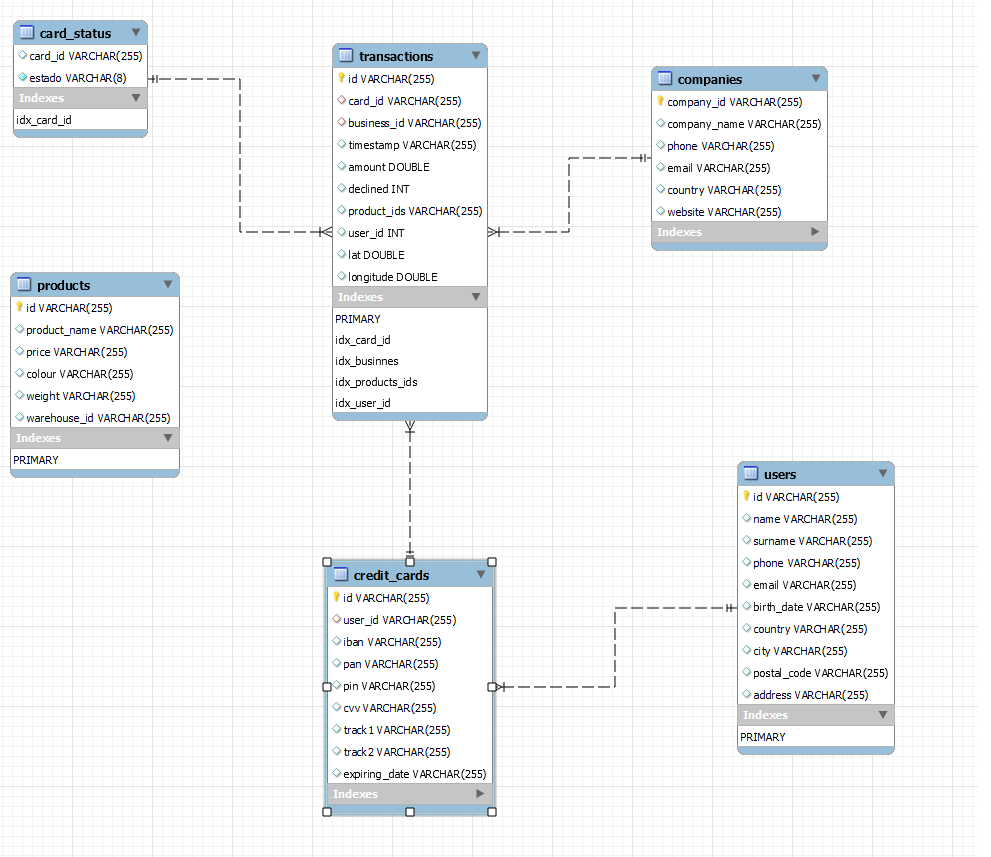 card_status
card_id VARCHAR(255)
estado VARCHAR(8)
Indexes
idx_card_id
transactions
id VARCHAR(255)
card_id VARCHAR(255)
business_id VARCHAR(255)
timestamp VARCHAR(255)
amount DOUBLE
declined INT
product_ids VARCHAR(255)
user_id INT
lat DOUBLE
longitude DOUBLE
Indexes
PRIMARY
idx_card_id
idx_businnes
idx_products_ids
idx_user_id
companies
company_id VARCHAR(255)
company_name VARCHAR(255)
phone VARCHAR(255)
email VARCHAR(255)
country VARCHAR(255)
website VARCHAR(255)
Indexes
products
id VARCHAR(255)
product_name VARCHAR(255)
price VARCHAR(255)
colour VARCHAR(255)
weight VARCHAR(255)
warehouse_id VARCHAR(255)
Indexes
PRIMARY
credit_cards
id VARCHAR(255)
user_id VARCHAR(255)
iban VARCHAR(255)
pan VARCHAR(255)
pin VARCHAR(255)
cvv VARCHAR(255)
track1 VARCHAR(255)
track2 VARCHAR(255)
expiring_date VARCHAR(255)
Indexes
users
id VARCHAR(255)
name VARCHAR(255)
surname VARCHAR(255)
phone VARCHAR(255)
email VARCHAR(255)
birth_date VARCHAR(255)
country VARCHAR(255)
city VARCHAR(255)
postal_code VARCHAR(255)
address VARCHAR(255)
Indexes
PRIMARY